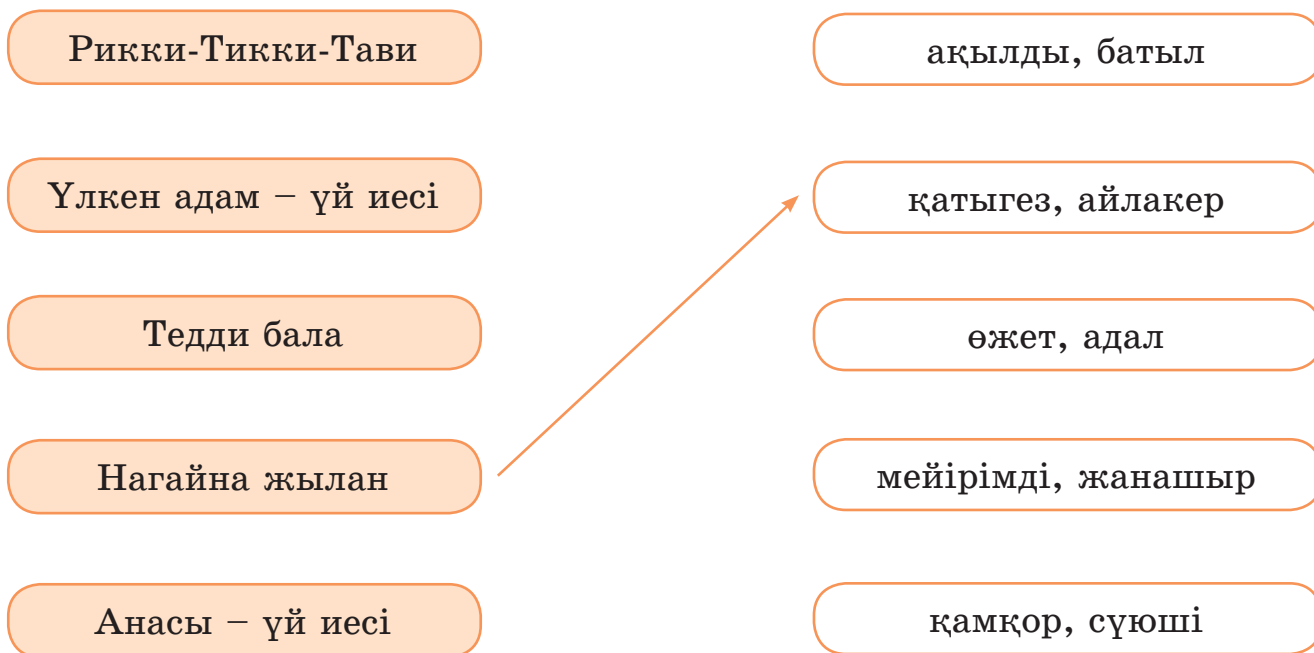 Рикки-Тикки-Тави
ақылды, батыл
Үлкен адам – үй иесі
қатыгез, айлакер
Тедди бала
өжет, адал
Нагайна жылан
мейірімді, жанашыр
Анасы – үй иесі
қамқор, сүюші